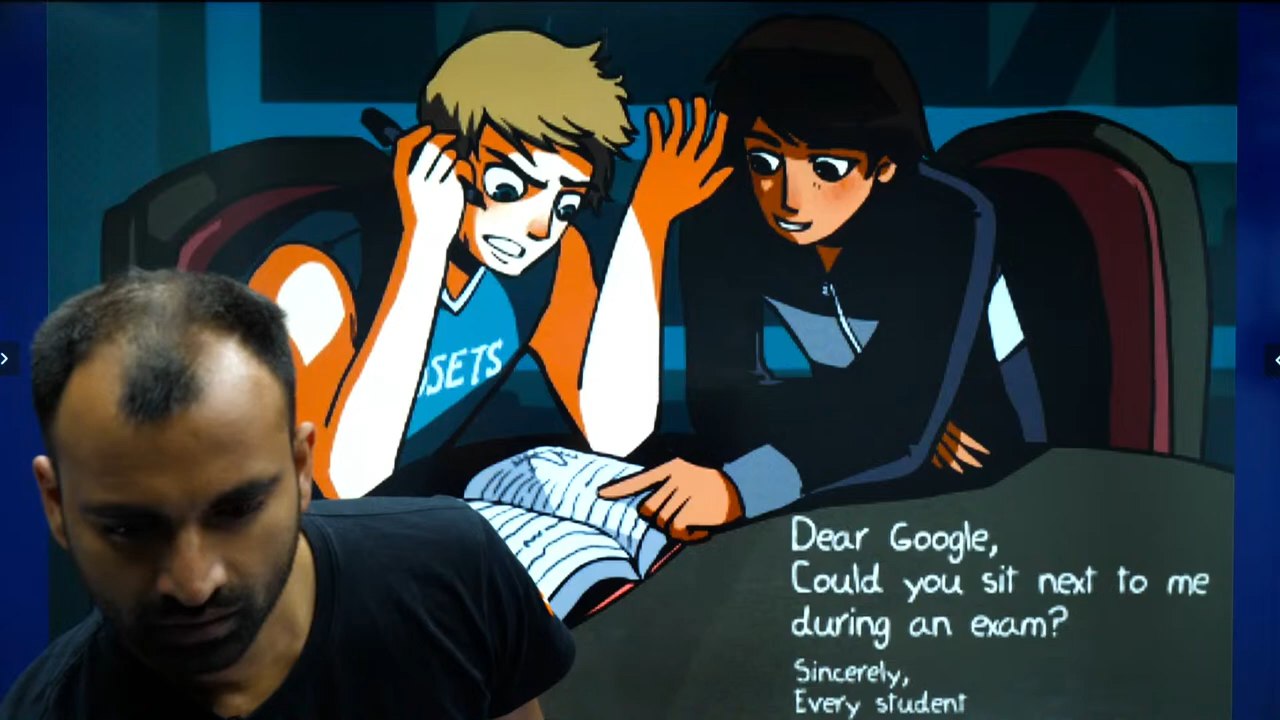 SETS
Dear Google,
Could you sit next to me
during an exam?
Sincerely,
Every student